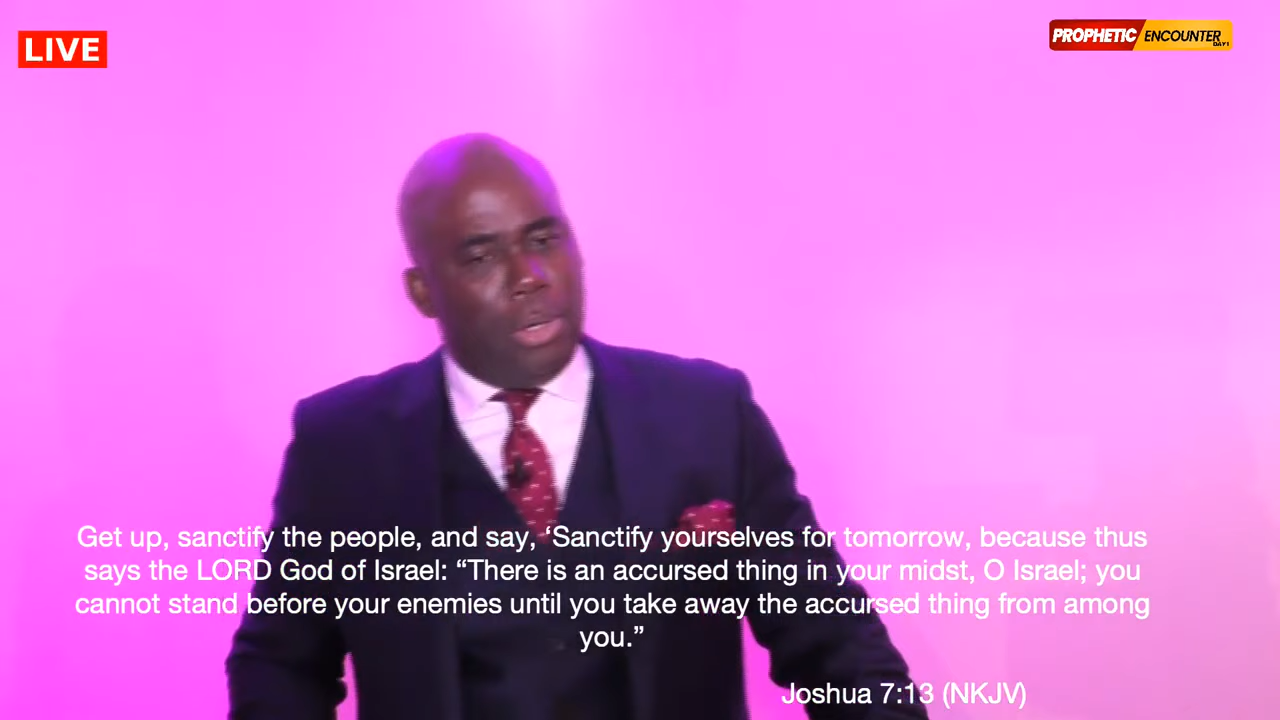 LIVE
PROPHETIC ENCOUNTER
DAY1
Get up, sanctify the people, and say, ‘Sanctify yourselves for tomorrow, because thus
says the LORD God of Israel: “There is an accursed thing in your midst, O Israel; you
cannot stand before your enemies until you take away the accursed thing from among
you.”
Joshua 7:13 (NKJV)